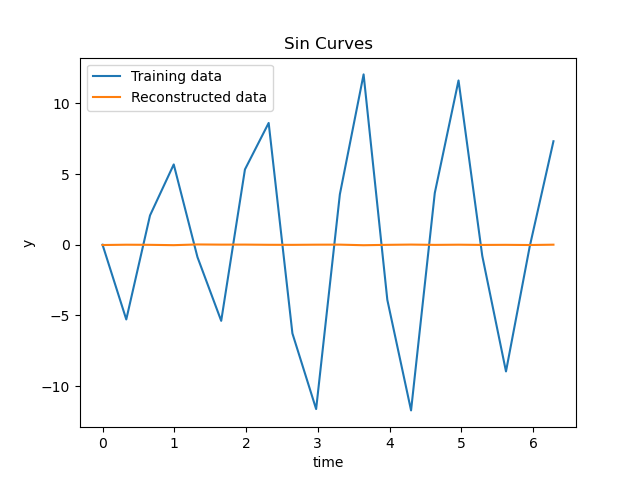 Sin Curves
Training data
Reconstructed data
y
10
5
0
−5
−10
0 1 2 3 4 5 6
time